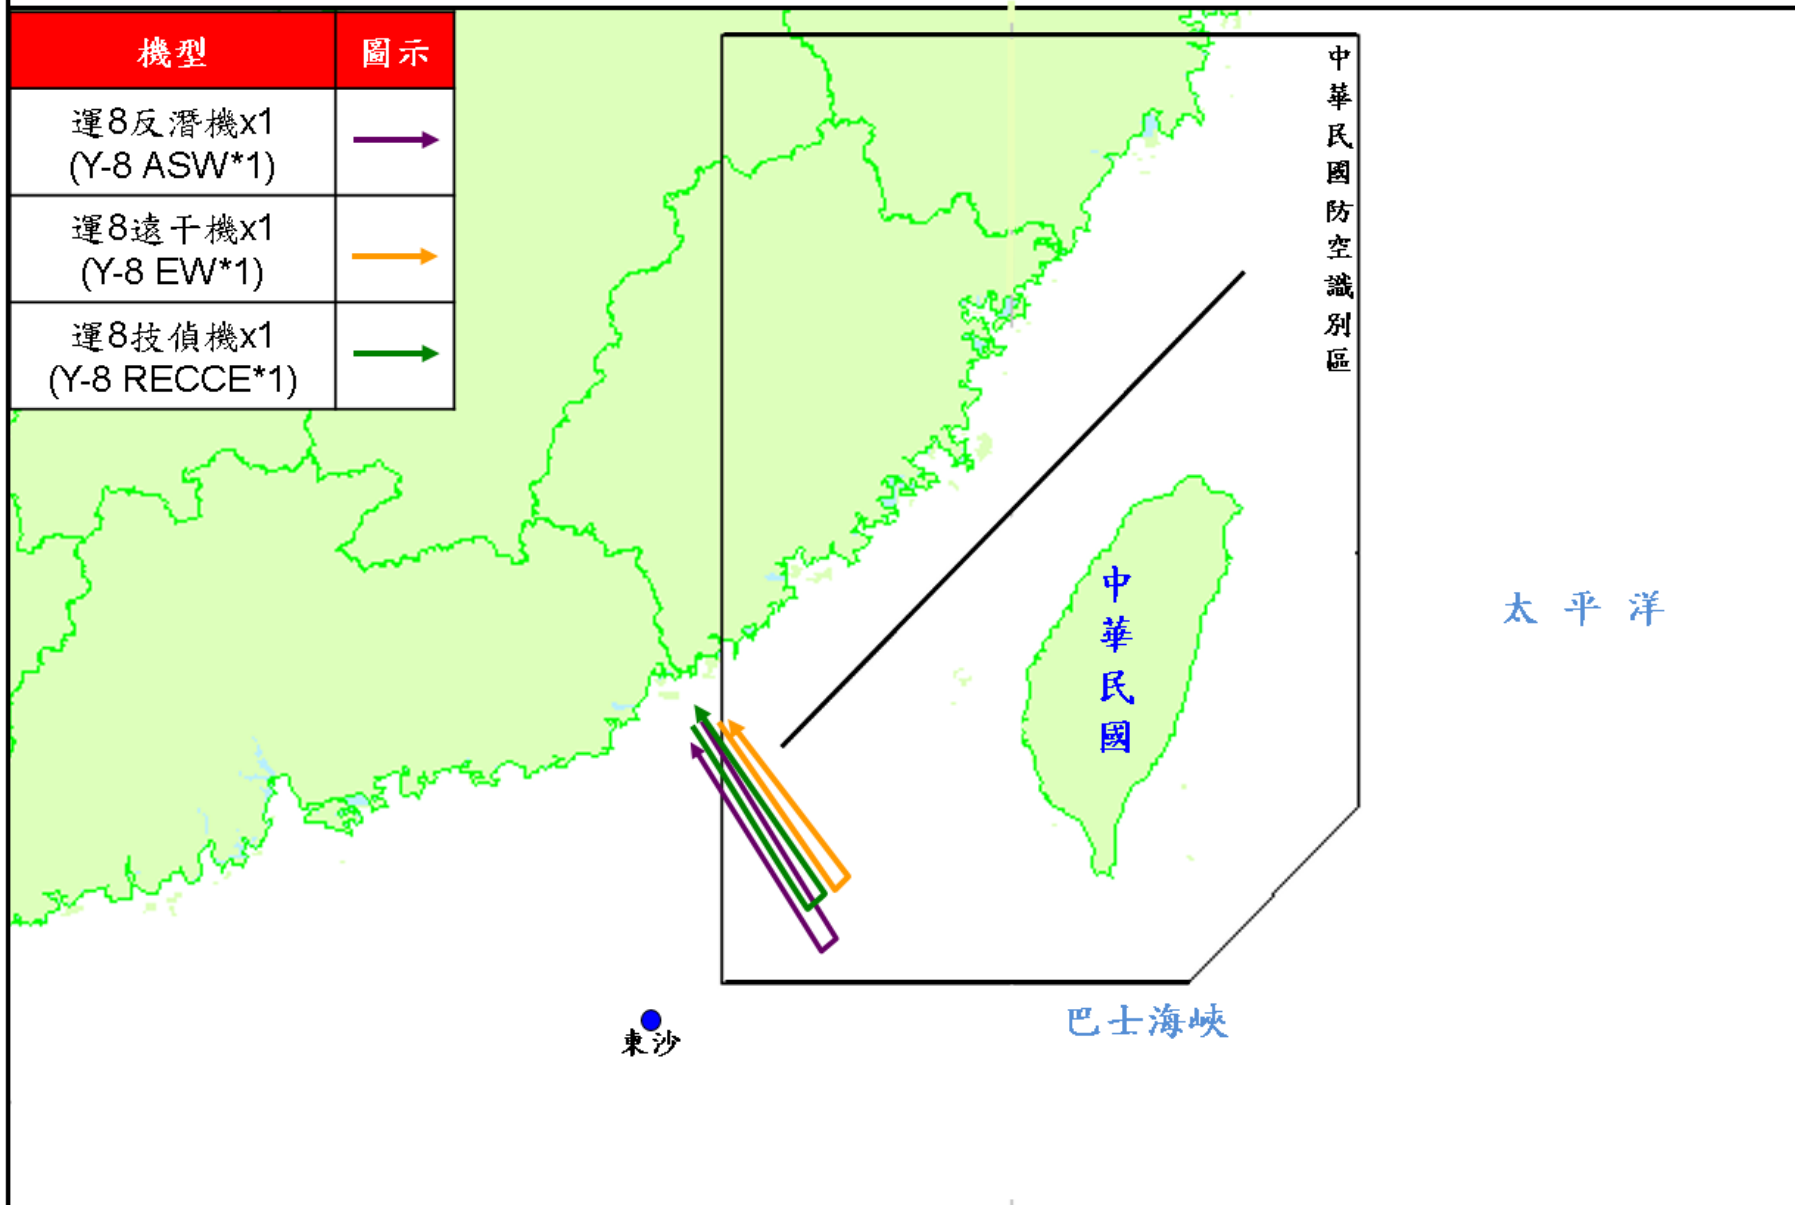 機型 圖示
運8反潛機x1
(Y-8 ASW*1)
運8遠干機x1
(Y-8 EW*1)
運8技偵機x1
(Y-8 RECCE*1)
中華民國防空識別區
中華民國
太平洋
巴士海峽
東沙